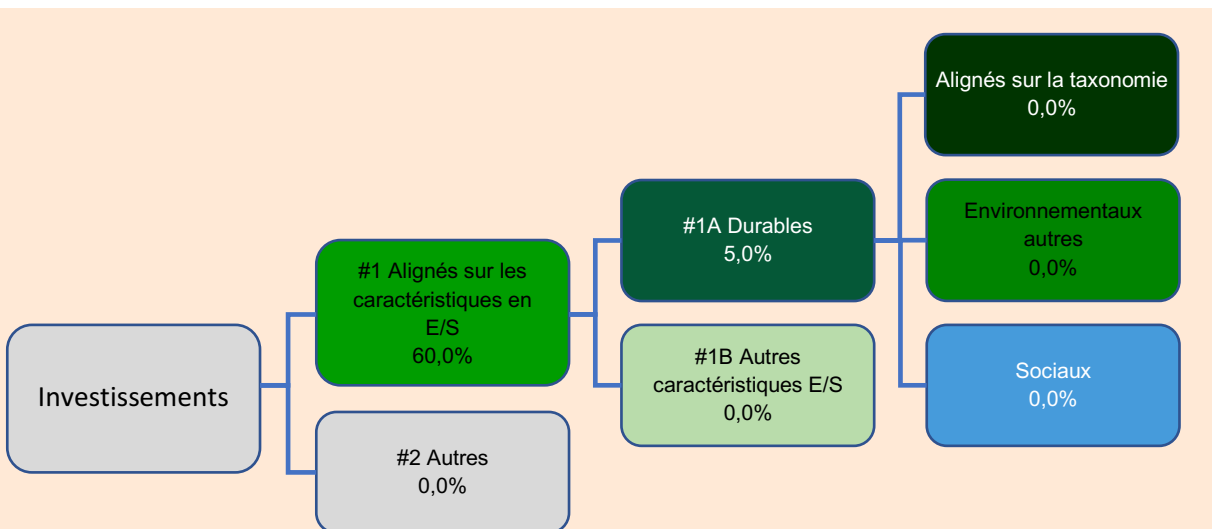 Alignés sur la taxonomie
0,0%
#1A Durables
5,0%
Environnementaux
autres
0,0%
#1 Alignés sur les
caractéristiques en
E/S
60,0%
#1B Autres
caractéristiques E/S
0,0%
Sociaux
0,0%
Investissements
#2 Autres
0,0%